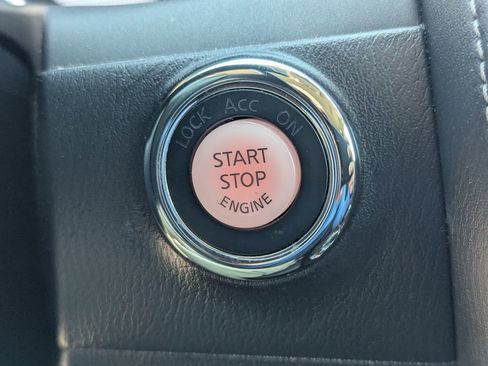 LOCK ACC ON
START
STOP
ENGINE